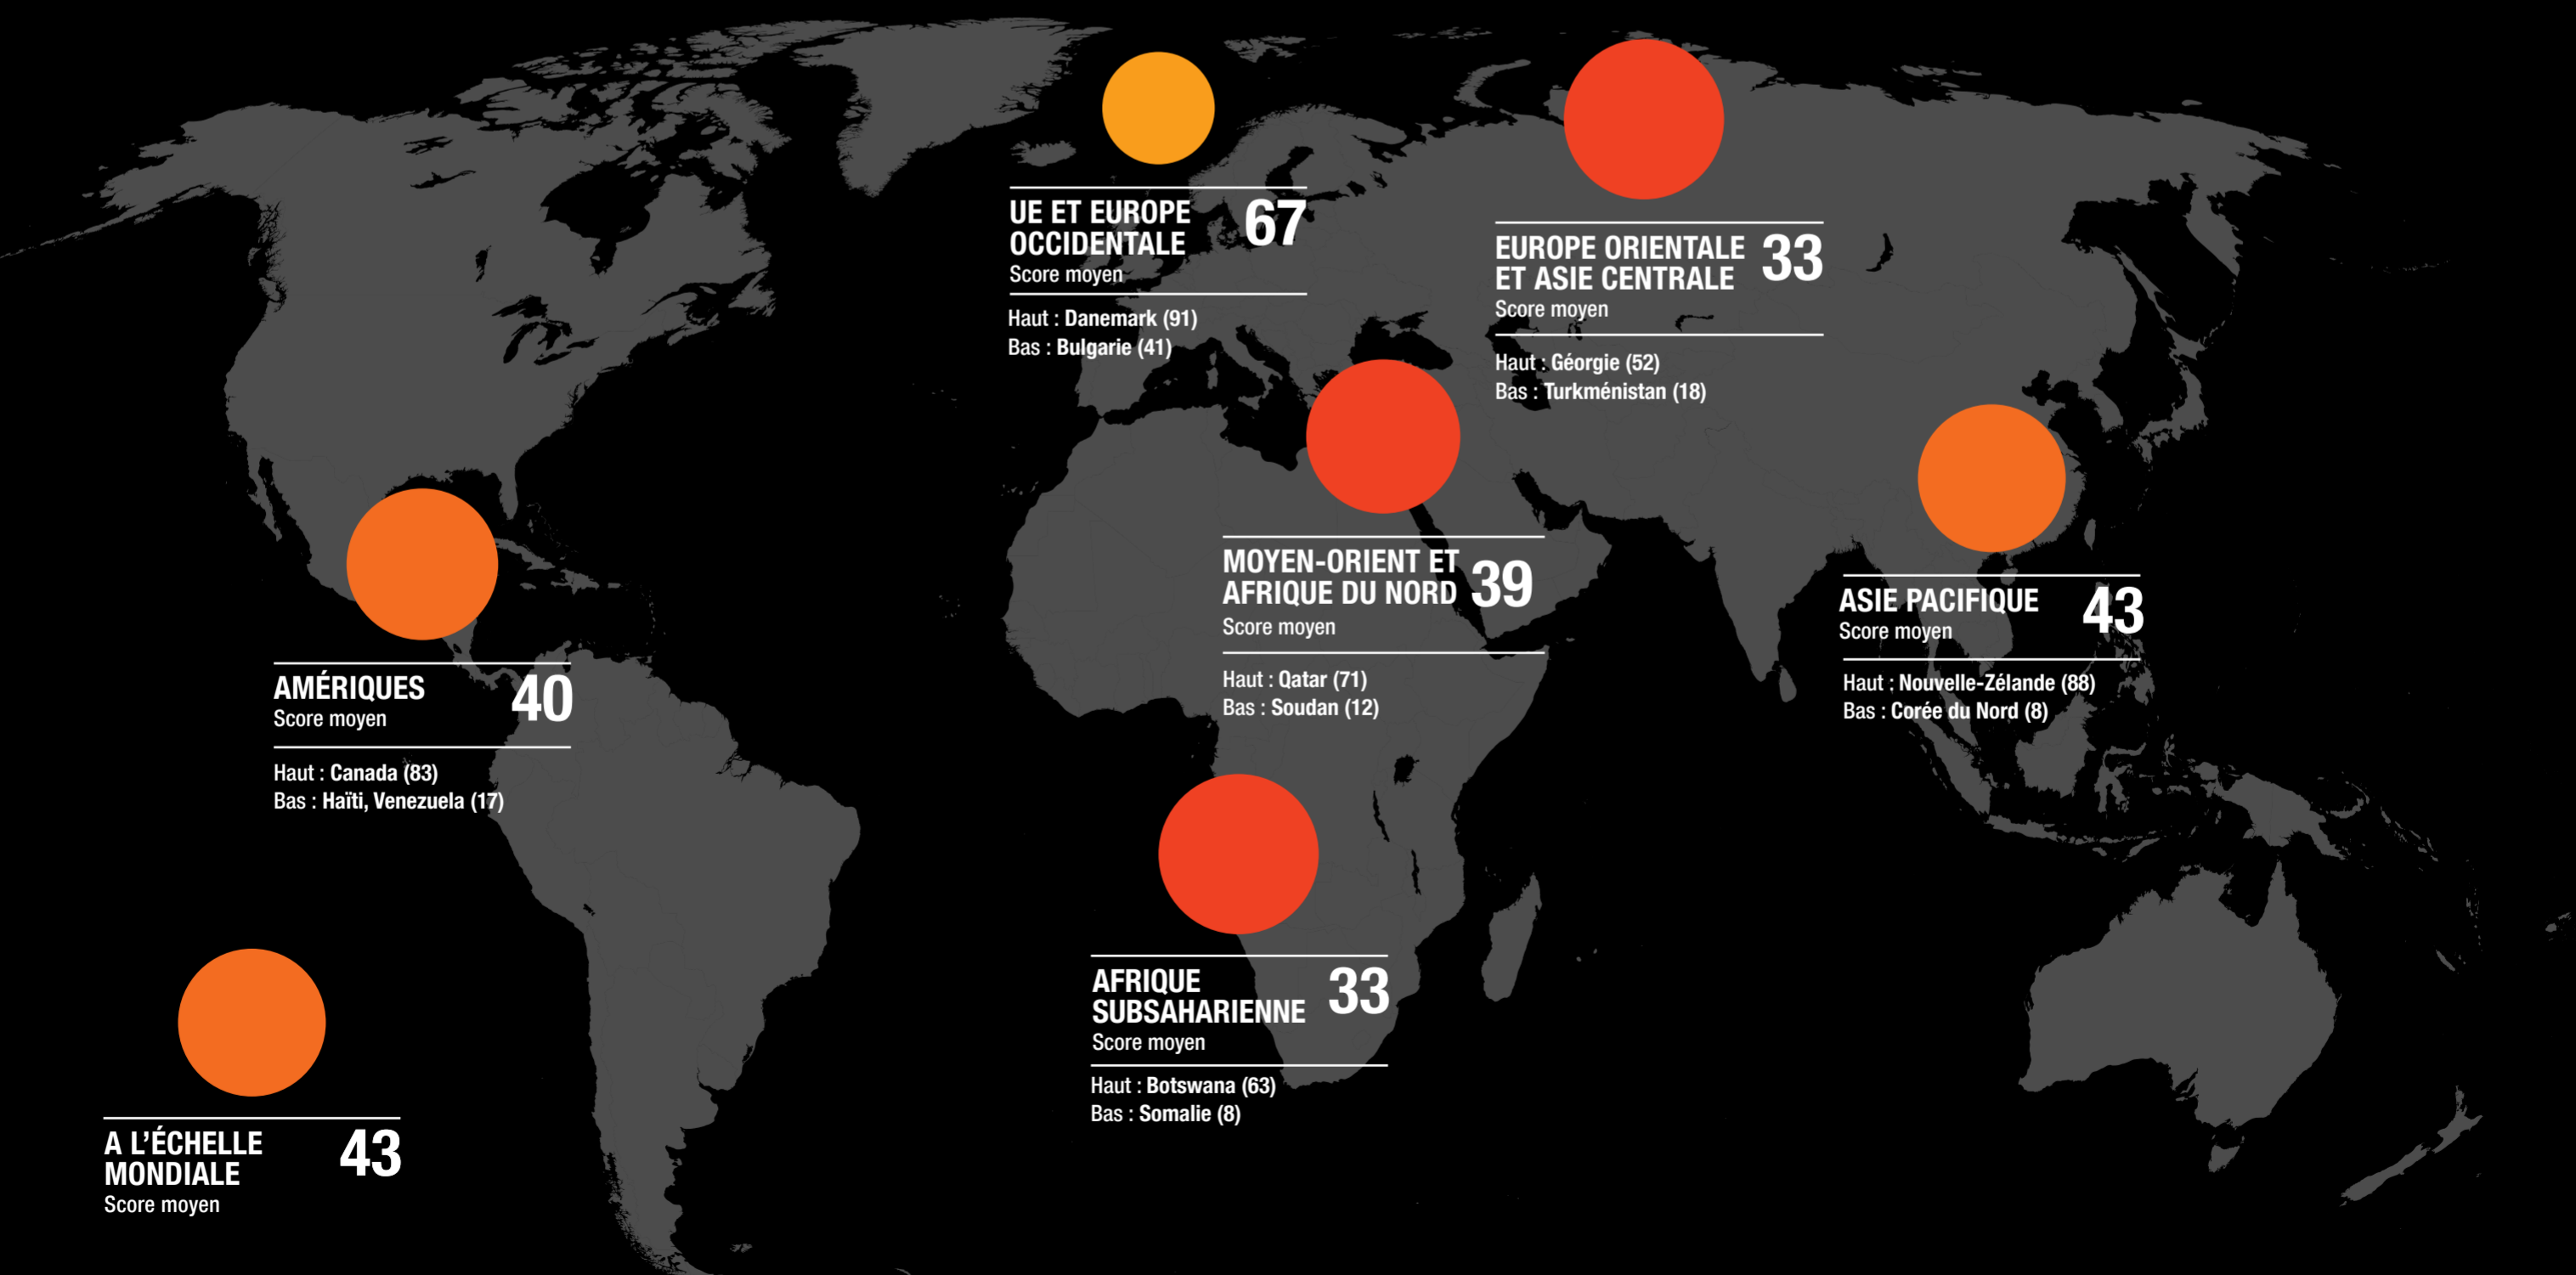 UE ET EUROPE
OCCIDENTALE
67
Score moyen
Haut : Danemark (91)
Bas : Bulgarie (41)
EUROPE ORIENTALE
ET ASIE CENTRALE
33
Score moyen
Haut : Géorgie (52)
Bas : Turkménistan (18)
MOYEN-ORIENT ET
AFRIQUE DU NORD
39
Score moyen
Haut : Qatar (71)
Bas : Soudan (12)
ASIE PACIFIQUE
43
Score moyen
Haut : Nouvelle-Zélande (88)
Bas : Corée du Nord (8)
AMÉRIQUES
40
Score moyen
Haut : Canada (83)
Bas : Haïti, Venezuela (17)
AFRIQUE
SUBSAHARIENNE
33
Score moyen
Haut : Botswana (63)
Bas : Somalie (8)
A L'ÉCHELLE
MONDIALE
43
Score moyen